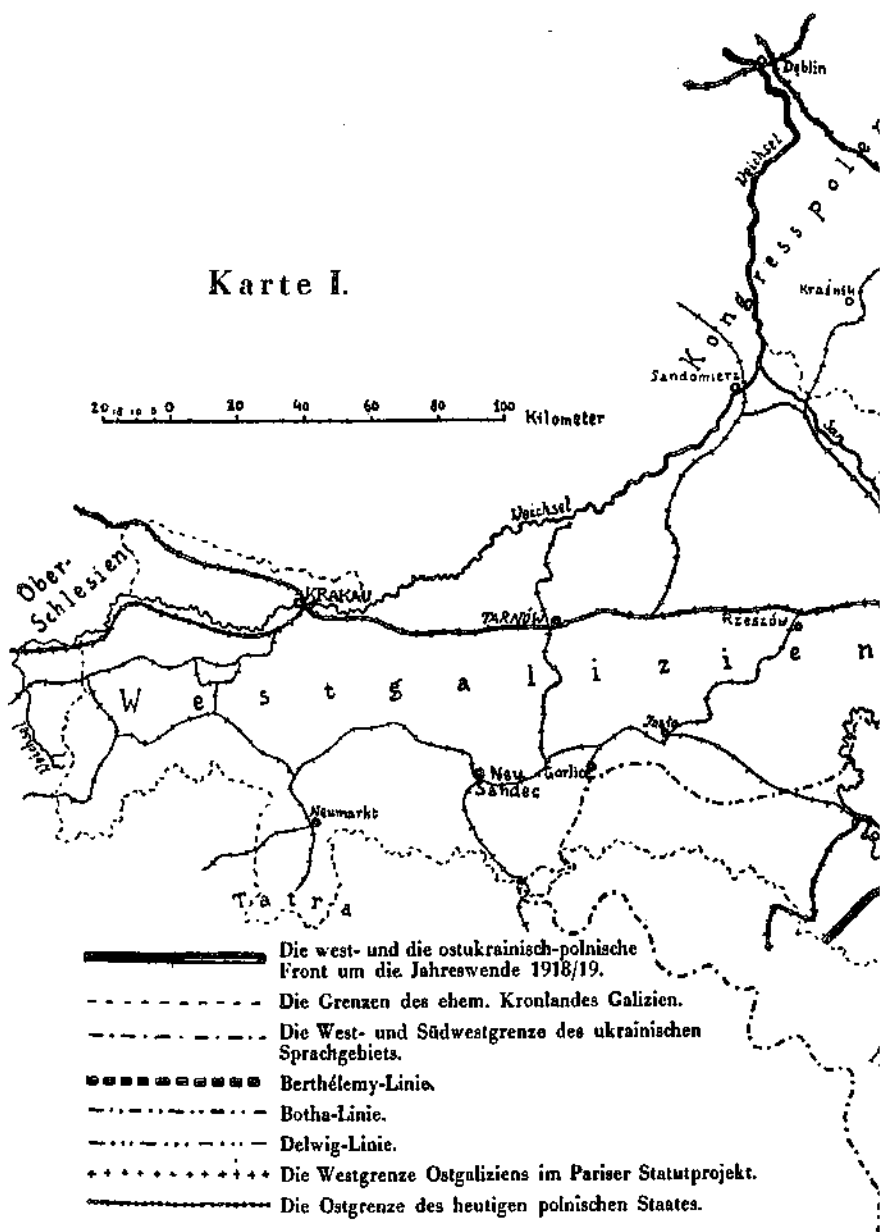 Dęblin
Weichsel
Kongresspolen
Karte I.
Kraśnik
Sandomierz
20 15 10 5 0 20 40 60 80 100 Kilometer
San
Weichsel
Ober-
Schlesien
KRAKAU
TARNÓW
Rzeszów
Westgalizien
Weichsel
Jasło
Neu
Sandec
Gorlice
Neumarkt
Tatra
Die west- und die ostukrainisch-polnische
Front um die Jahreswende 1918/19.
Die Grenzen des ehem. Kronlandes Galizien.
Die West- und Südwestgrenze des ukrainischen
Sprachgebiets.
Berthélemy-Linie.
Botha-Linie.
Delwig-Linie.
Die Westgrenze Ostgaliziens im Pariser Statutprojekt.
Die Ostgrenze des heutigen polnischen Staates.